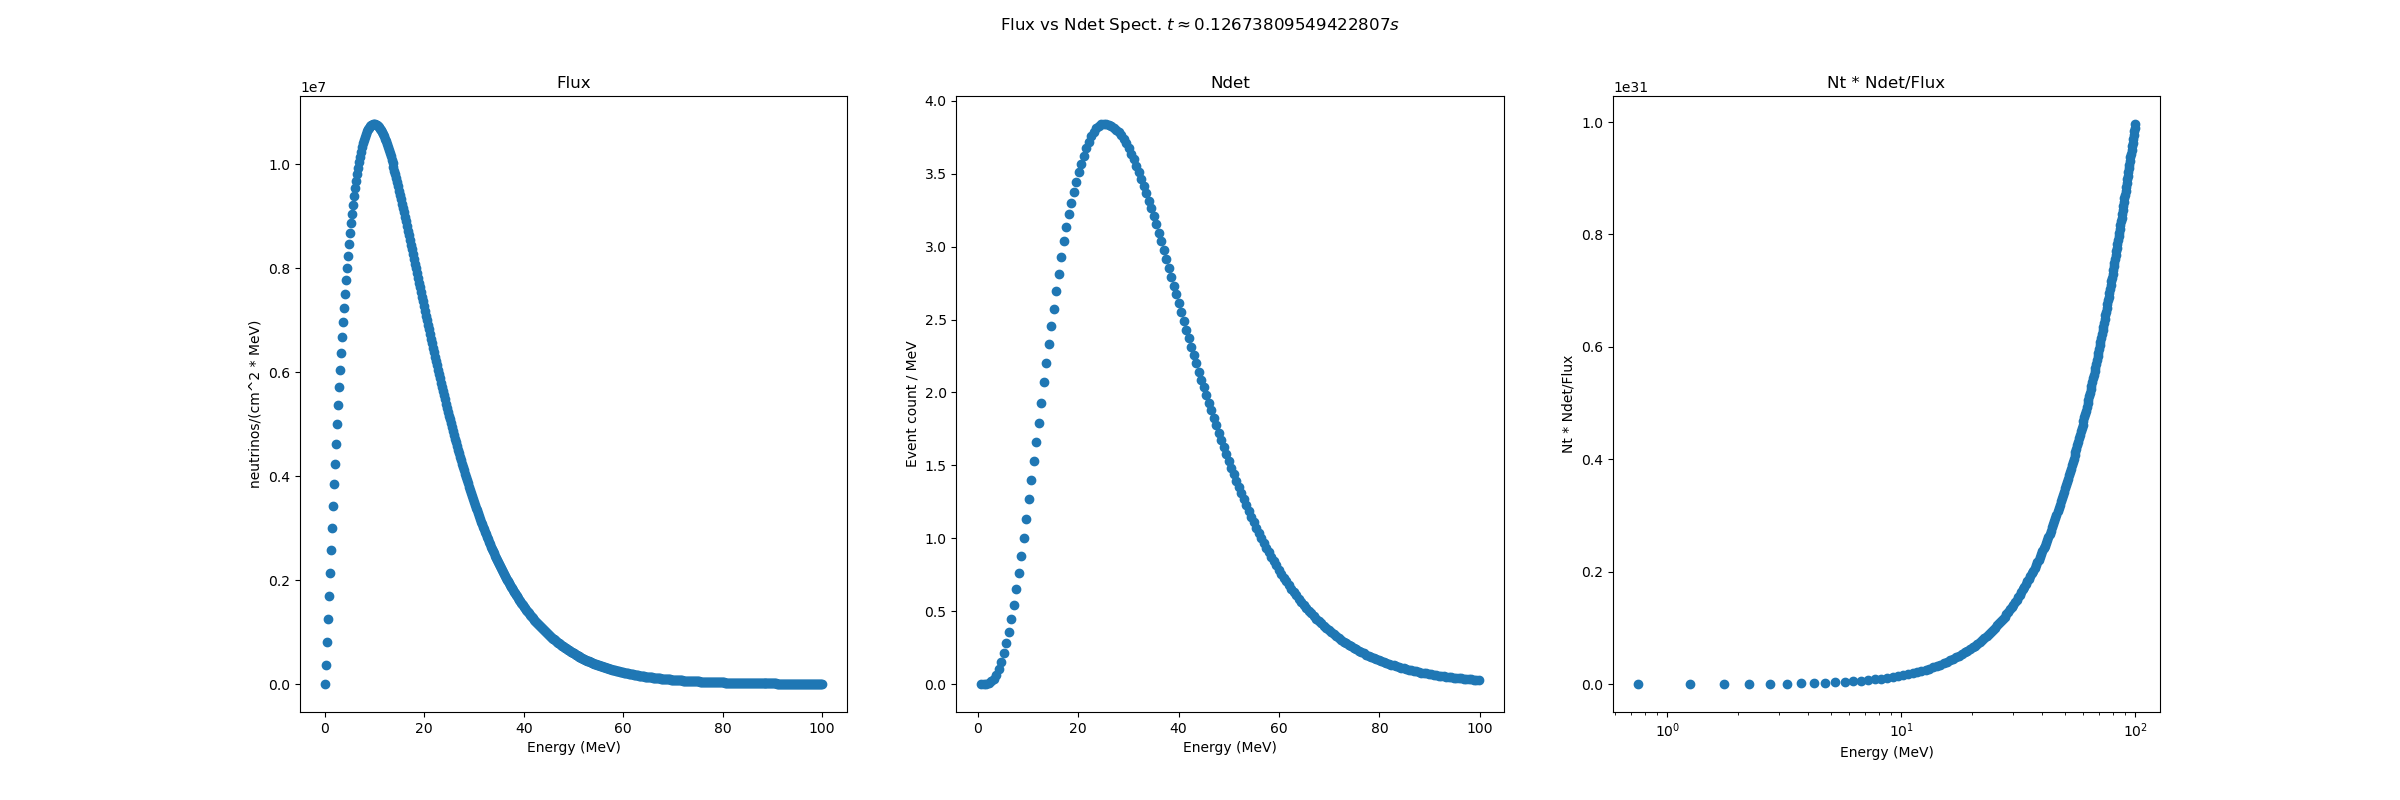 Flux vs Ndet Spect. t ≈ 0.12673809549422807s
Flux
1e7
neutrinos/(cm^2 * MeV)
1.0
0.8
0.6
0.4
0.2
0.0
0 20 40 60 80 100
Energy (MeV)
Ndet
Event count / MeV
4.0
3.5
3.0
2.5
2.0
1.5
1.0
0.5
0.0
0 20 40 60 80 100
Energy (MeV)
Nt * Ndet/Flux
1e31
Nt * Ndet/Flux
1.0
0.8
0.6
0.4
0.2
0.0
10^0 10^1 10^2
Energy (MeV)